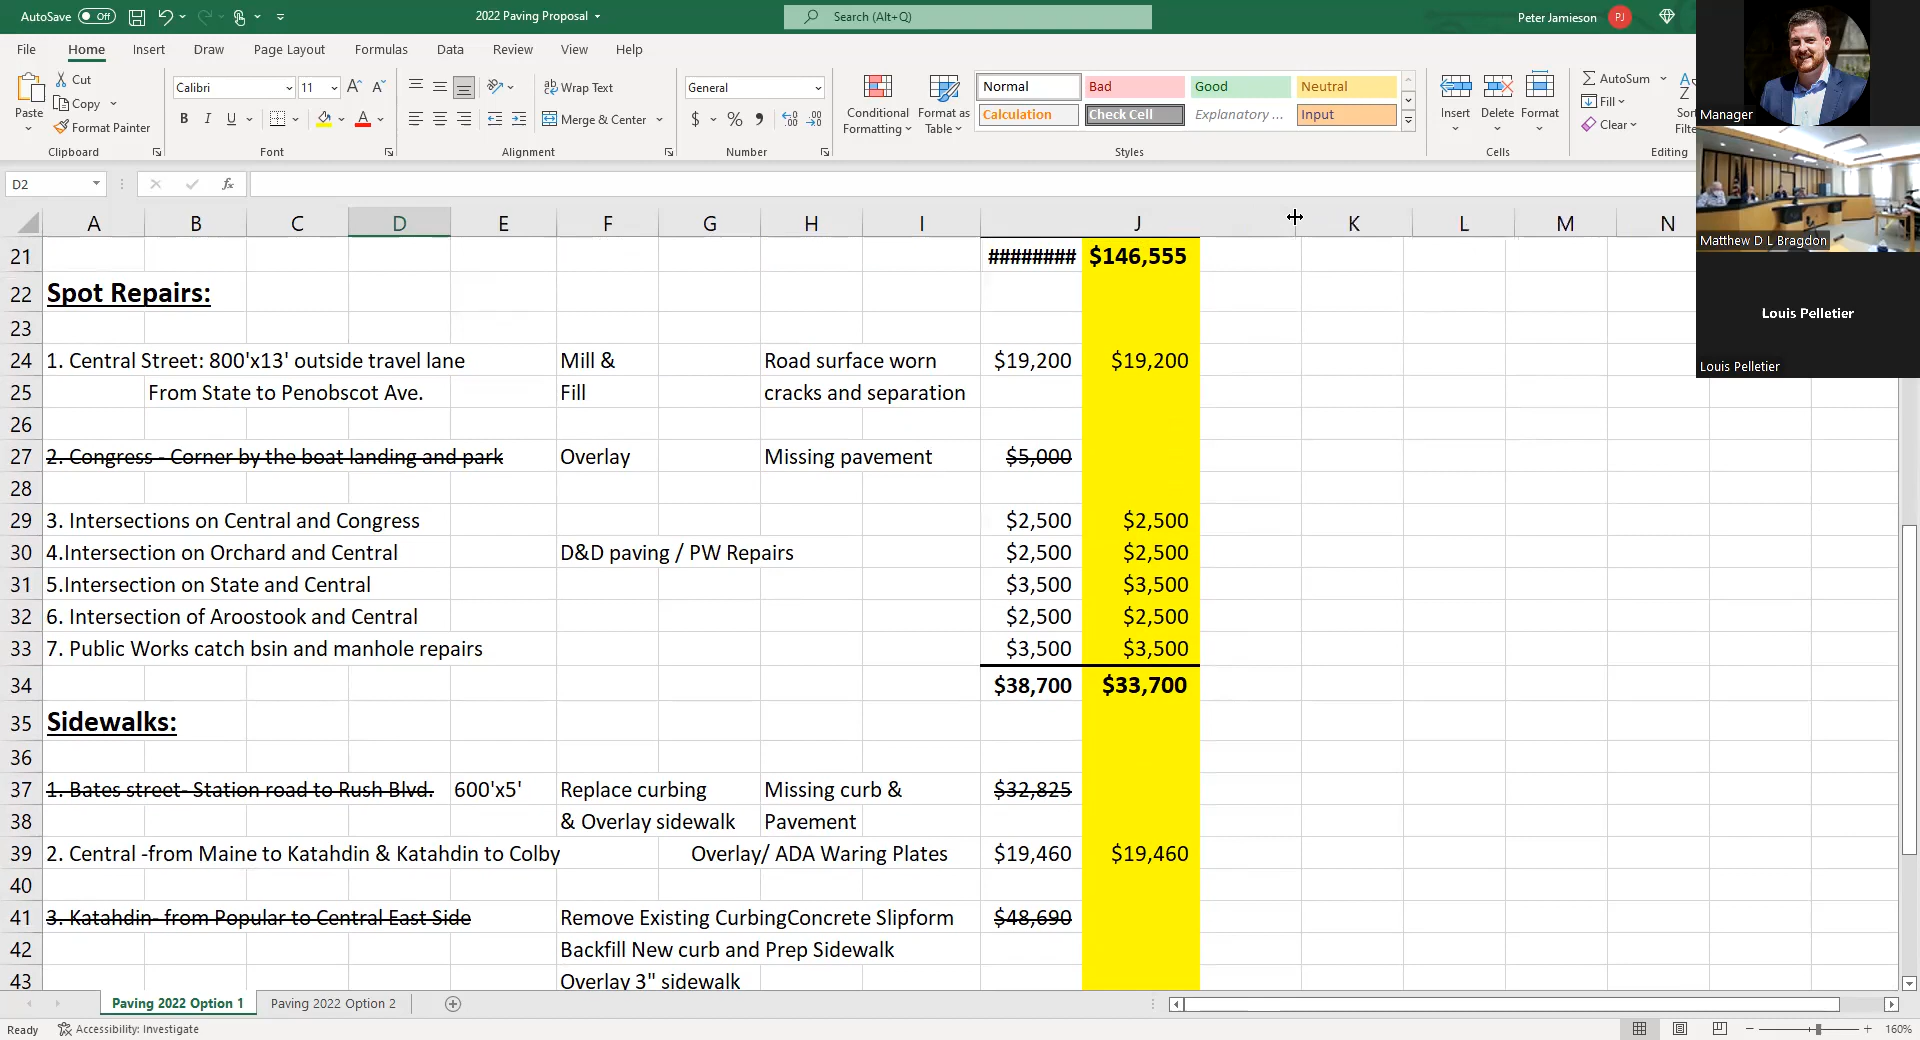 AutoSave Off 2022 Paving Proposal Search (Alt+Q) Peter Jamieson PJ
File Home Insert Draw Page Layout Formulas Data Review View Help
Paste Cut Copy Format Painter Clipboard
Calibri 11 B I U Font
Wrap Text Merge & Center Alignment
General $ % Number
Conditional Formatting Format as Table
Normal Bad Good Neutral
Calculation Check Cell Explanatory ... Input
Styles
Insert Delete Format Cells
AutoSum Fill Clear Editing
Manager
Matthew D L Bragdon
Louis Pelletier
Louis Pelletier
D2 fx
A B C D E F G H I J K L M N
21 ######## $146,555
22 Spot Repairs:
23
24 1. Central Street: 800'x13' outside travel lane Mill & Road surface worn $19,200 $19,200
25 From State to Penobscot Ave. Fill cracks and separation
26
27 2. Congress - Corner by the boat landing and park Overlay Missing pavement $5,000
28
29 3. Intersections on Central and Congress $2,500 $2,500
30 4.Intersection on Orchard and Central D&D paving / PW Repairs $2,500 $2,500
31 5.Intersection on State and Central $3,500 $3,500
32 6. Intersection of Aroostook and Central $2,500 $2,500
33 7. Public Works catch bsin and manhole repairs $3,500 $3,500
34 $38,700 $33,700
35 Sidewalks:
36
37 1. Bates street- Station road to Rush Blvd. 600'x5' Replace curbing Missing curb & $32,825
38 & Overlay sidewalk Pavement
39 2. Central -from Maine to Katahdin & Katahdin to Colby Overlay/ ADA Waring Plates $19,460 $19,460
40
41 3. Katahdin- from Popular to Central East Side Remove Existing CurbingConcrete Slipform $48,690
42 Backfill New curb and Prep Sidewalk
43 Overlay 3" sidewalk
Paving 2022 Option 1 Paving 2022 Option 2
Ready Accessibility: Investigate 160%